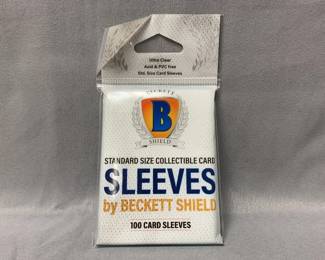 Ultra Clear
Acid & PVC free
Std. Size Card Sleeves
BECKETT
B
SHIELD
STANDARD SIZE COLLECTIBLE CARD
SLEEVES
by BECKETT SHIELD
100 CARD SLEEVES